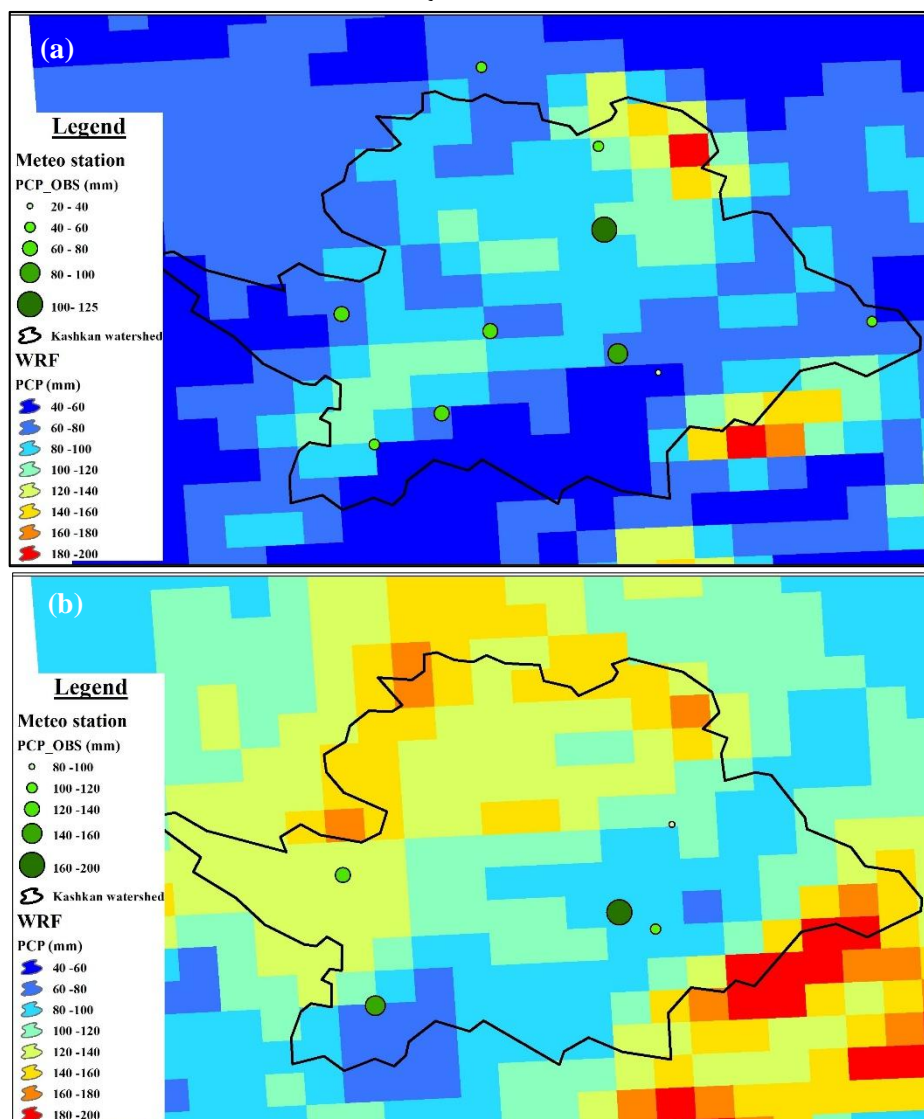 (a)
Legend
Meteo station
PCP_OBS (mm)
20 - 40
40 - 60
60 - 80
80 - 100
100- 125
Kashkan watershed
WRF
PCP (mm)
40 -60
60 -80
80 -100
100 -120
120 -140
140 -160
160 -180
180 -200
(b)
Legend
Meteo station
PCP_OBS (mm)
80 -100
100 -120
120 -140
140 -160
160 -200
Kashkan watershed
WRF
PCP (mm)
40 -60
60 -80
80 -100
100 -120
120 -140
140 -160
160 -180
180 -200